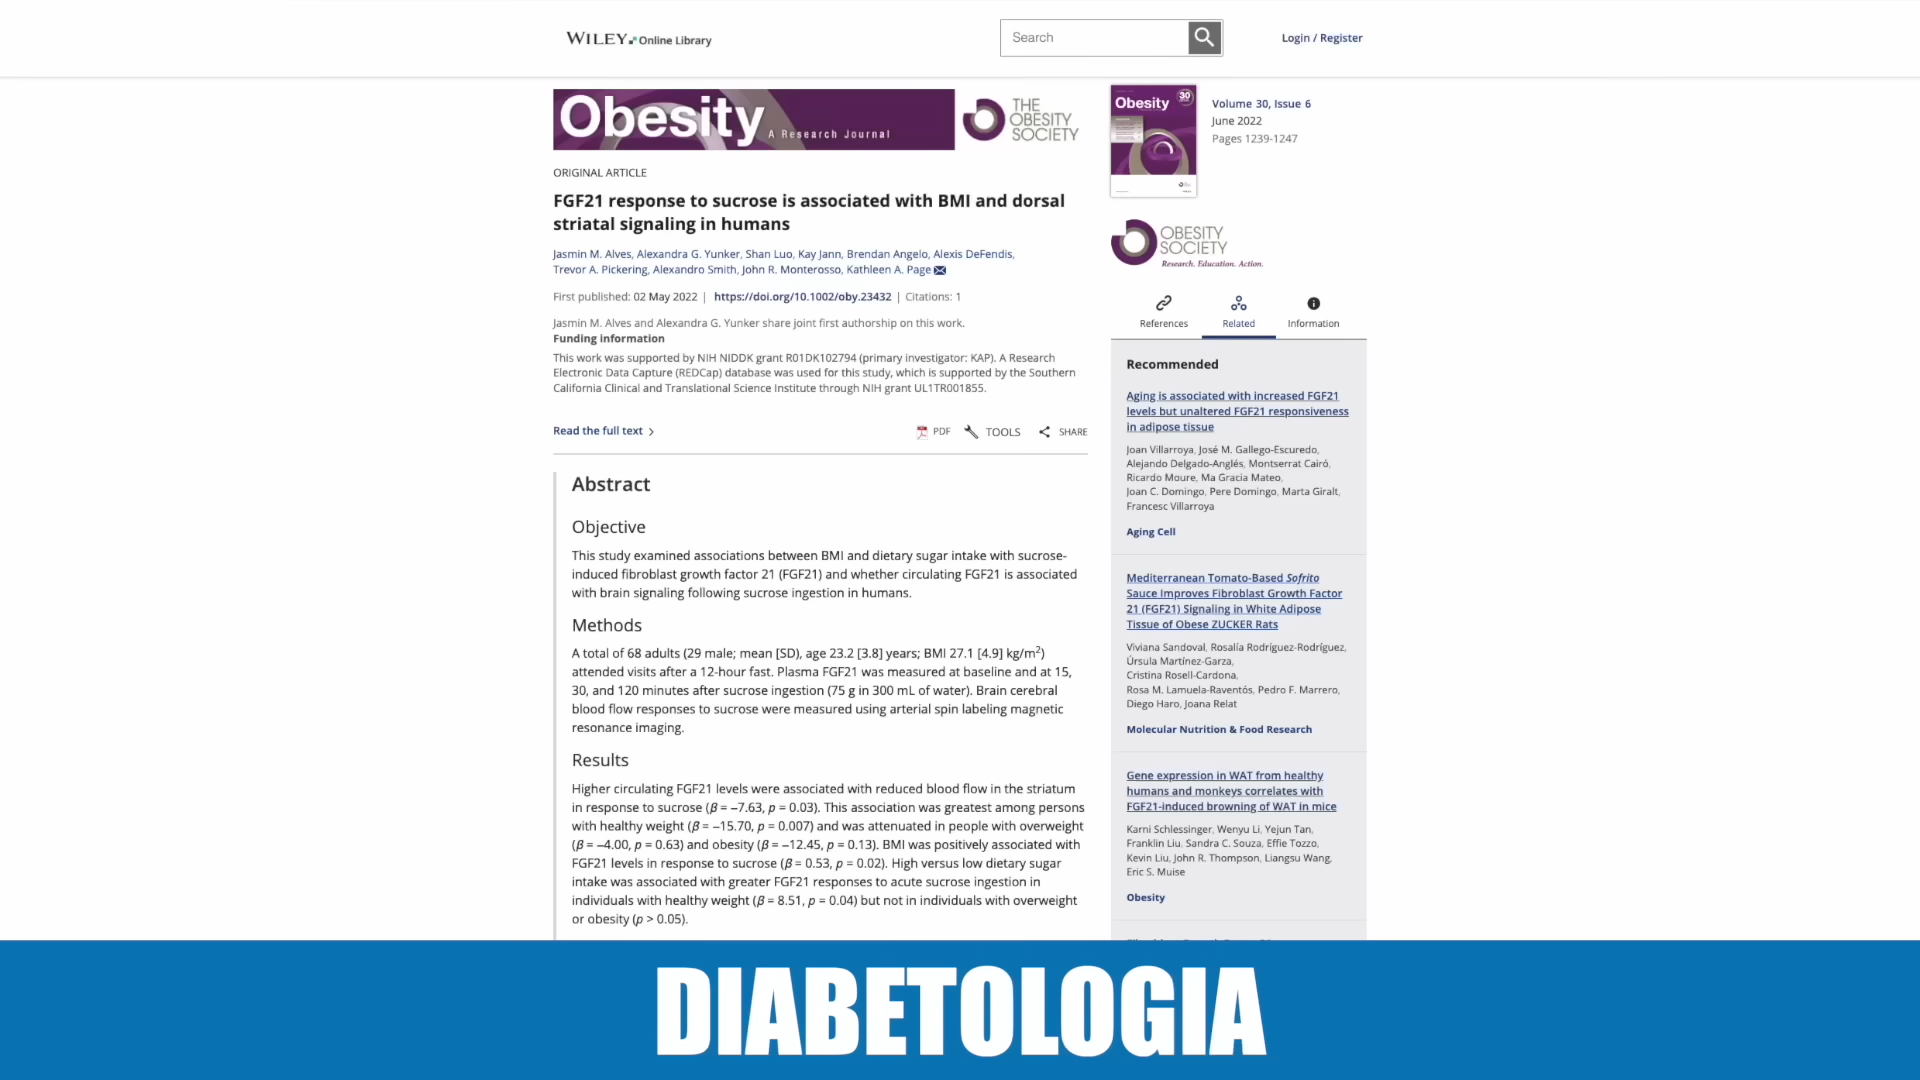 WILEY Online Library
Search
Login / Register
Obesity A Research Journal
THE OBESITY SOCIETY
ORIGINAL ARTICLE
FGF21 response to sucrose is associated with BMI and dorsal
striatal signaling in humans
Jasmin M. Alves, Alexandra G. Yunker, Shan Luo, Kay Jann, Brendan Angelo, Alexis DeFendis,
Trevor A. Pickering, Alexandro Smith, John R. Monterosso, Kathleen A. Page
First published: 02 May 2022 | https://doi.org/10.1002/oby.23432 | Citations: 1
Jasmin M. Alves and Alexandra G. Yunker share joint first authorship on this work.
Funding information
This work was supported by NIH NIDDK grant R01DK102794 (primary investigator: KAP). A Research
Electronic Data Capture (REDCap) database was used for this study, which is supported by the Southern
California Clinical and Translational Science Institute through NIH grant UL1TR001855.
Read the full text
PDF TOOLS SHARE
Abstract
Objective
This study examined associations between BMI and dietary sugar intake with sucrose-
induced fibroblast growth factor 21 (FGF21) and whether circulating FGF21 is associated
with brain signaling following sucrose ingestion in humans.
Methods
A total of 68 adults (29 male; mean [SD], age 23.2 [3.8] years; BMI 27.1 [4.9] kg/m²)
attended visits after a 12-hour fast. Plasma FGF21 was measured at baseline and at 15,
30, and 120 minutes after sucrose ingestion (75 g in 300 mL of water). Brain cerebral
blood flow responses to sucrose were measured using arterial spin labeling magnetic
resonance imaging.
Results
Higher circulating FGF21 levels were associated with reduced blood flow in the striatum
in response to sucrose (β = −7.63, p = 0.03). This association was greatest among persons
with healthy weight (β = −15.70, p = 0.007) and was attenuated in people with overweight
(β = −4.00, p = 0.63) and obesity (β = −12.45, p = 0.13). BMI was positively associated with
FGF21 levels in response to sucrose (β = 0.53, p = 0.02). High versus low dietary sugar
intake was associated with greater FGF21 responses to acute sucrose ingestion in
individuals with healthy weight (β = 8.51, p = 0.04) but not in individuals with overweight
or obesity (p > 0.05).
Obesity 30
Volume 30, Issue 6
June 2022
Pages 1239-1247
OBESITY
SOCIETY
Research. Education. Action.
References Related Information
Recommended
Aging is associated with increased FGF21
levels but unaltered FGF21 responsiveness
in adipose tissue
Joan Villarroya, José M. Gallego-Escuredo,
Alejando Delgado-Anglés, Montserrat Cairó,
Ricardo Moure, Ma Gracia Mateo,
Joan C. Domingo, Pere Domingo, Marta Giralt,
Francesc Villarroya
Aging Cell
Mediterranean Tomato-Based Sofrito
Sauce Improves Fibroblast Growth Factor
21 (FGF21) Signaling in White Adipose
Tissue of Obese ZUCKER Rats
Viviana Sandoval, Rosalía Rodríguez-Rodríguez,
Úrsula Martínez-Garza,
Cristina Rosell-Cardona,
Rosa M. Lamuela-Raventós, Pedro F. Marrero,
Diego Haro, Joana Relat
Molecular Nutrition & Food Research
Gene expression in WAT from healthy
humans and monkeys correlates with
FGF21-induced browning of WAT in mice
Karni Schlessinger, Wenyu Li, Yejun Tan,
Franklin Liu, Sandra C. Souza, Effie Tozzo,
Kevin Liu, John R. Thompson, Liangsu Wang,
Eric S. Muise
Obesity
DIABETOLOGIA